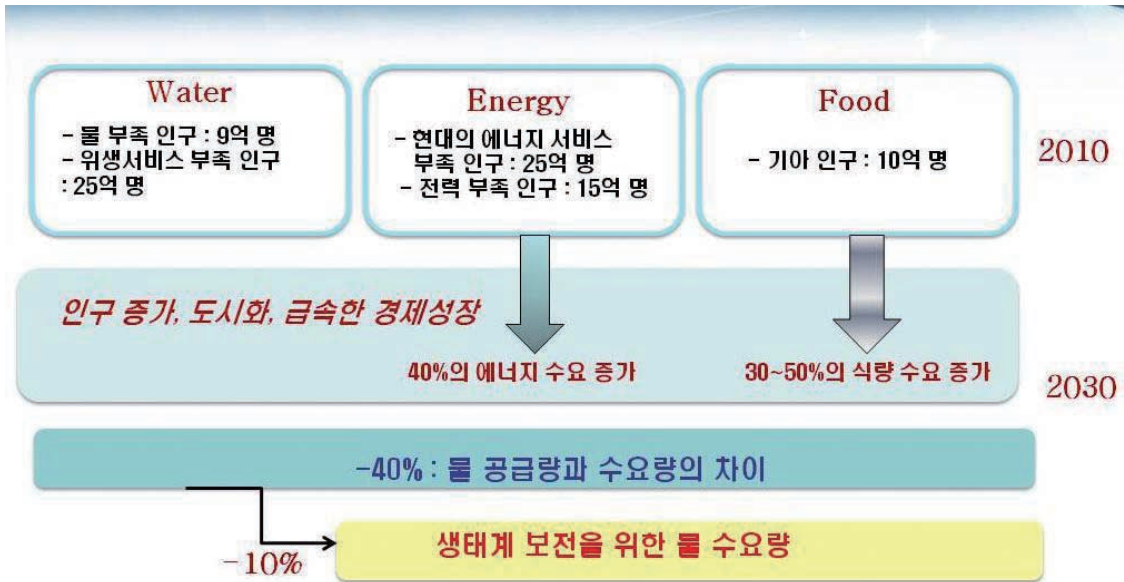 Water
- 물 부족 인구 : 9억 명
- 위생서비스 부족 인구
: 25억 명
Energy
- 현대의 에너지 서비스
부족 인구 : 25억 명
- 전력 부족 인구 : 15억 명
Food
- 기아 인구 : 10억 명
2010
인구 증가, 도시화, 급속한 경제성장
40%의 에너지 수요 증가
30~50%의 식량 수요 증가
2030
-40% : 물 공급량과 수요량의 차이
-10%
생태계 보전을 위한 물 수요량